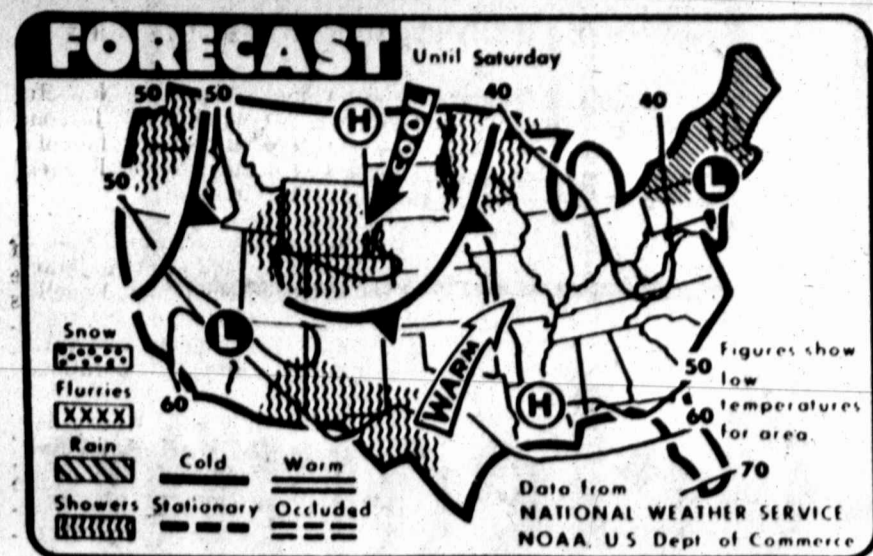 FORECAST Until Saturday
50 50 40 40
H COOL
50 L
L
Snow
Flurries
XXXX
Rain
Showers
60
Cold Warm
Stationary Occluded
WARM
H
50 Figures show
low
60 temperatures
for area.
70
Data from
NATIONAL WEATHER SERVICE
NOAA, U S Dept. of Commerce